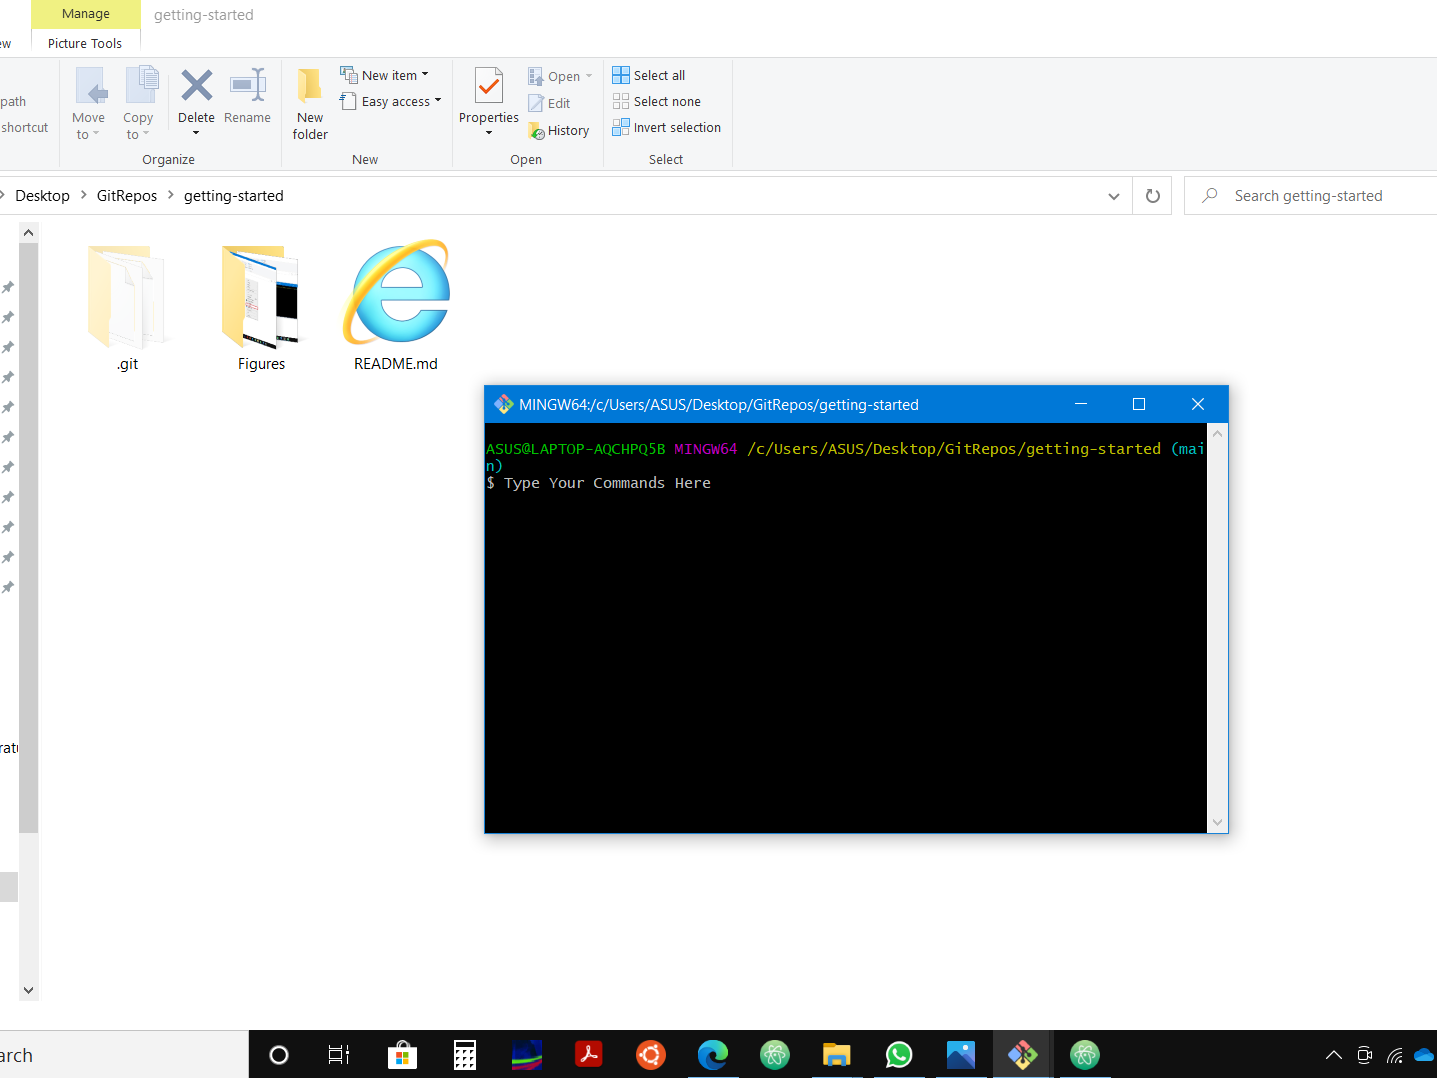 Manage
getting-started
ew
Picture Tools
path
shortcut
Move to
Copy to
Delete
Rename
Organize
New folder
New item
Easy access
New
Properties
Open
Edit
History
Open
Select all
Select none
Invert selection
Select
Desktop > GitRepos > getting-started
Search getting-started
.git
Figures
README.md
ratu
MINGW64:/c/Users/ASUS/Desktop/GitRepos/getting-started
ASUS@LAPTOP-AQCHPQ5B MINGW64 /c/Users/ASUS/Desktop/GitRepos/getting-started (mai
n)
$ Type Your Commands Here
arch